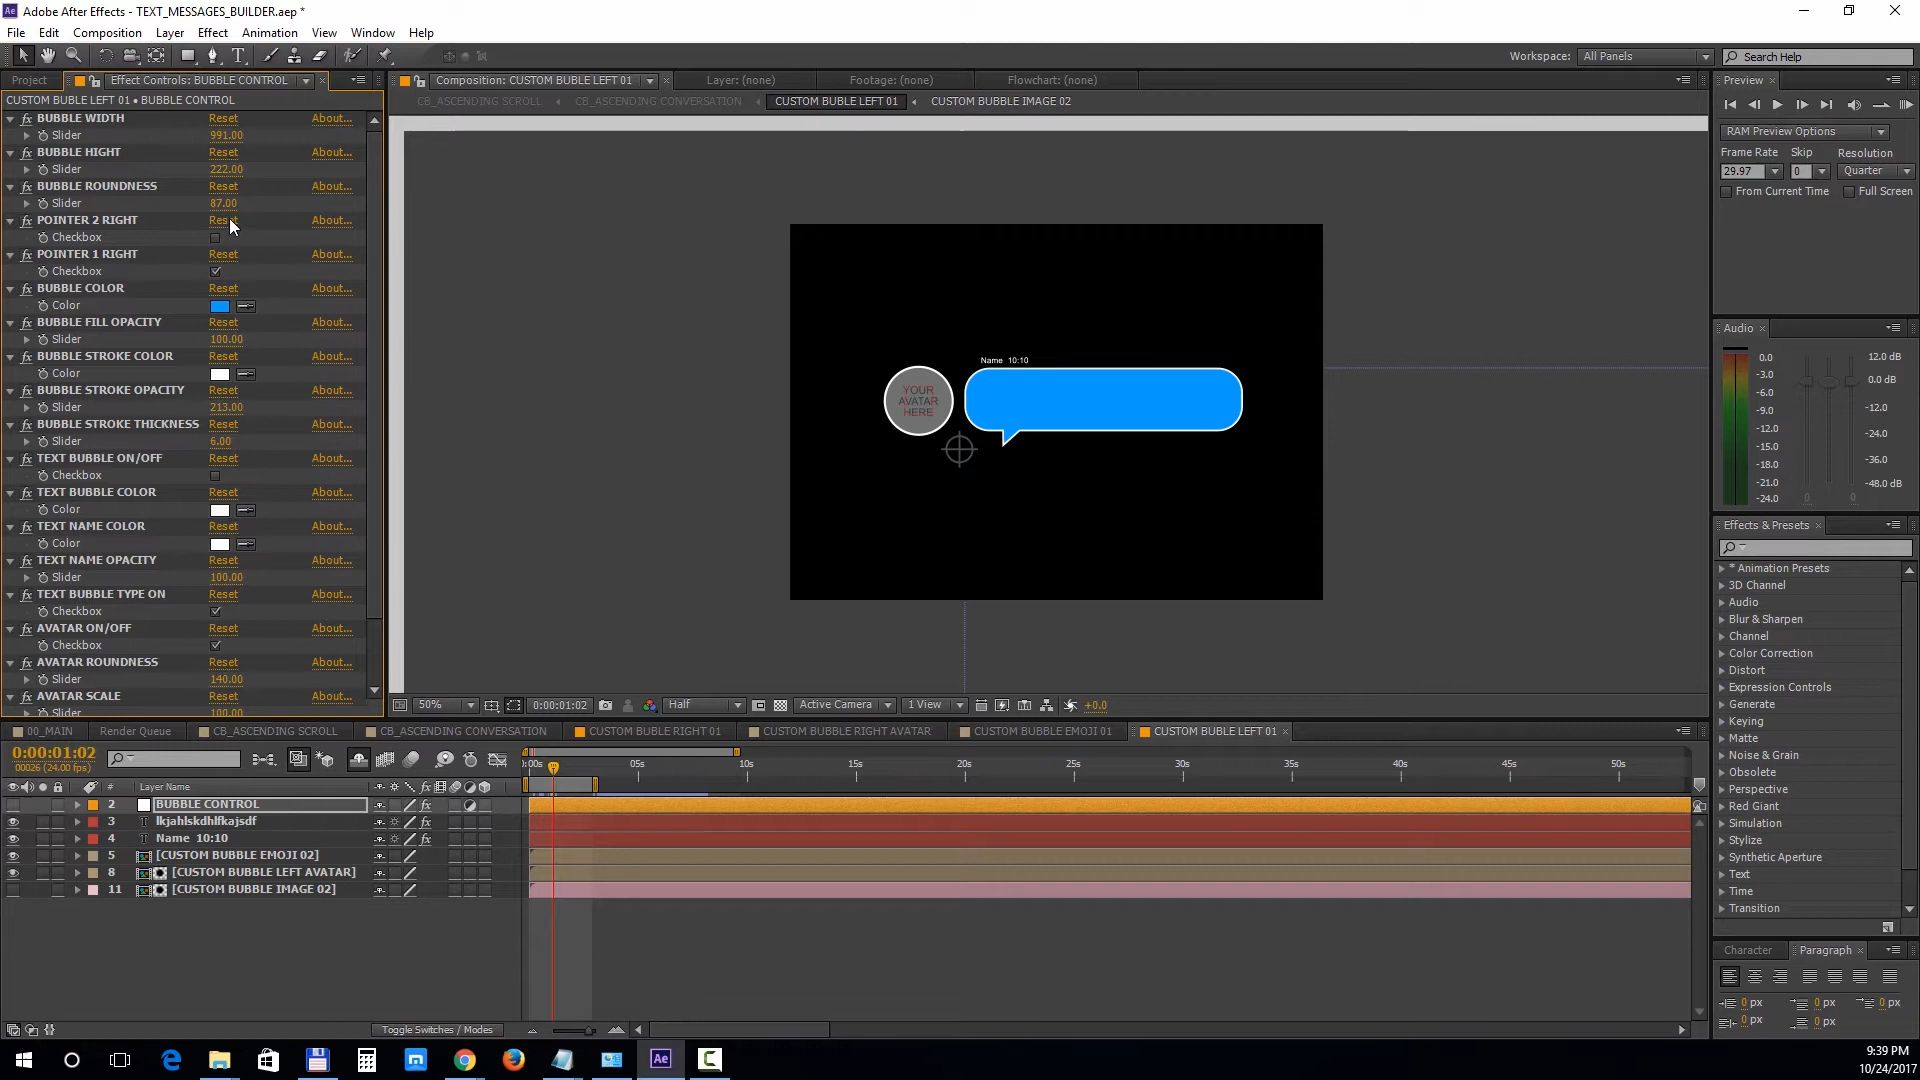 Adobe After Effects - TEXT_MESSAGES_BUILDER.aep *
File Edit Composition Layer Effect Animation View Window Help
Workspace: All Panels Search Help
Project Effect Controls: BUBBLE CONTROL Composition: CUSTOM BUBLE LEFT 01 Layer: (none) Footage: (none) Flowchart: (none) Preview
CUSTOM BUBLE LEFT 01 • BUBBLE CONTROL
CB_ASCENDING SCROLL CB_ASCENDING CONVERSATION CUSTOM BUBLE LEFT 01 CUSTOM BUBBLE IMAGE 02
BUBBLE WIDTH Reset About...
Slider 991.00
BUBBLE HIGHT Reset About...
Slider 222.00
BUBBLE ROUNDNESS Reset About...
Slider 87.00
POINTER 2 RIGHT Reset About...
Checkbox
POINTER 1 RIGHT Reset About...
Checkbox
BUBBLE COLOR Reset About...
Color
BUBBLE FILL OPACITY Reset About...
Slider 100.00
BUBBLE STROKE COLOR Reset About...
Color
BUBBLE STROKE OPACITY Reset About...
Slider 213.00
BUBBLE STROKE THICKNESS Reset About...
Slider 6.00
TEXT BUBBLE ON/OFF Reset About...
Checkbox
TEXT BUBBLE COLOR Reset About...
Color
TEXT NAME COLOR Reset About...
Color
TEXT NAME OPACITY Reset About...
Slider 100.00
TEXT BUBBLE TYPE ON Reset About...
Checkbox
AVATAR ON/OFF Reset About...
Checkbox
AVATAR ROUNDNESS Reset About...
Slider 140.00
AVATAR SCALE Reset About...
Slider 100.00
Name 10:10
YOUR
AVATAR
HERE
50% 0:00:01:02 Half Active Camera 1 View +0.0
RAM Preview Options
Frame Rate Skip Resolution
29.97 0 Quarter
From Current Time Full Screen
Audio
0.0
-3.0
-6.0
-9.0
-12.0
-15.0
-18.0
-21.0
-24.0
12.0 dB
0.0 dB
-12.0
-24.0
-36.0
-48.0 dB
0 0
Effects & Presets
* Animation Presets
3D Channel
Audio
Blur & Sharpen
Channel
Color Correction
Distort
Expression Controls
Generate
Keying
Matte
Noise & Grain
Obsolete
Perspective
Red Giant
Simulation
Stylize
Synthetic Aperture
Text
Time
Transition
Character Paragraph
0 px 0 px 0 px
0 px 0 px
00_MAIN Render Queue CB_ASCENDING SCROLL CB_ASCENDING CONVERSATION CUSTOM BUBLE RIGHT 01 CUSTOM BUBBLE RIGHT AVATAR CUSTOM BUBBLE EMOJI 01 CUSTOM BUBLE LEFT 01
0:00:01:02
00026 (24.00 fps)
:00s 05s 10s 15s 20s 25s 30s 35s 40s 45s 50s
# Layer Name
2 BUBBLE CONTROL
3 lkjahlskdhlfkajsdf
4 Name 10:10
5 [CUSTOM BUBBLE EMOJI 02]
8 [CUSTOM BUBBLE LEFT AVATAR]
11 [CUSTOM BUBBLE IMAGE 02]
Toggle Switches / Modes
9:39 PM
10/24/2017